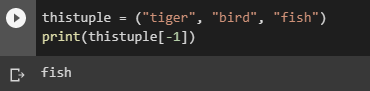 thistuple = ("tiger", "bird", "fish")
print(thistuple[-1])
fish